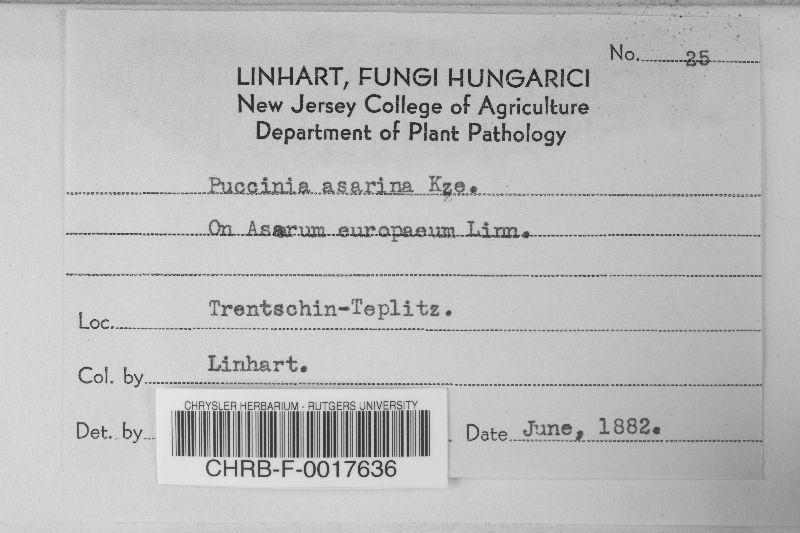 No. 25
LINHART, FUNGI HUNGARICI
New Jersey College of Agriculture
Department of Plant Pathology
Puccinia asarina Kze.
On Asarum europaeum Linn.
Loc. Trentschin-Teplitz.
Col. by Linhart.
Det. by
Date June, 1882.
CHRYSLER HERBARIUM - RUTGERS UNIVERSITY
CHRB-F-0017636